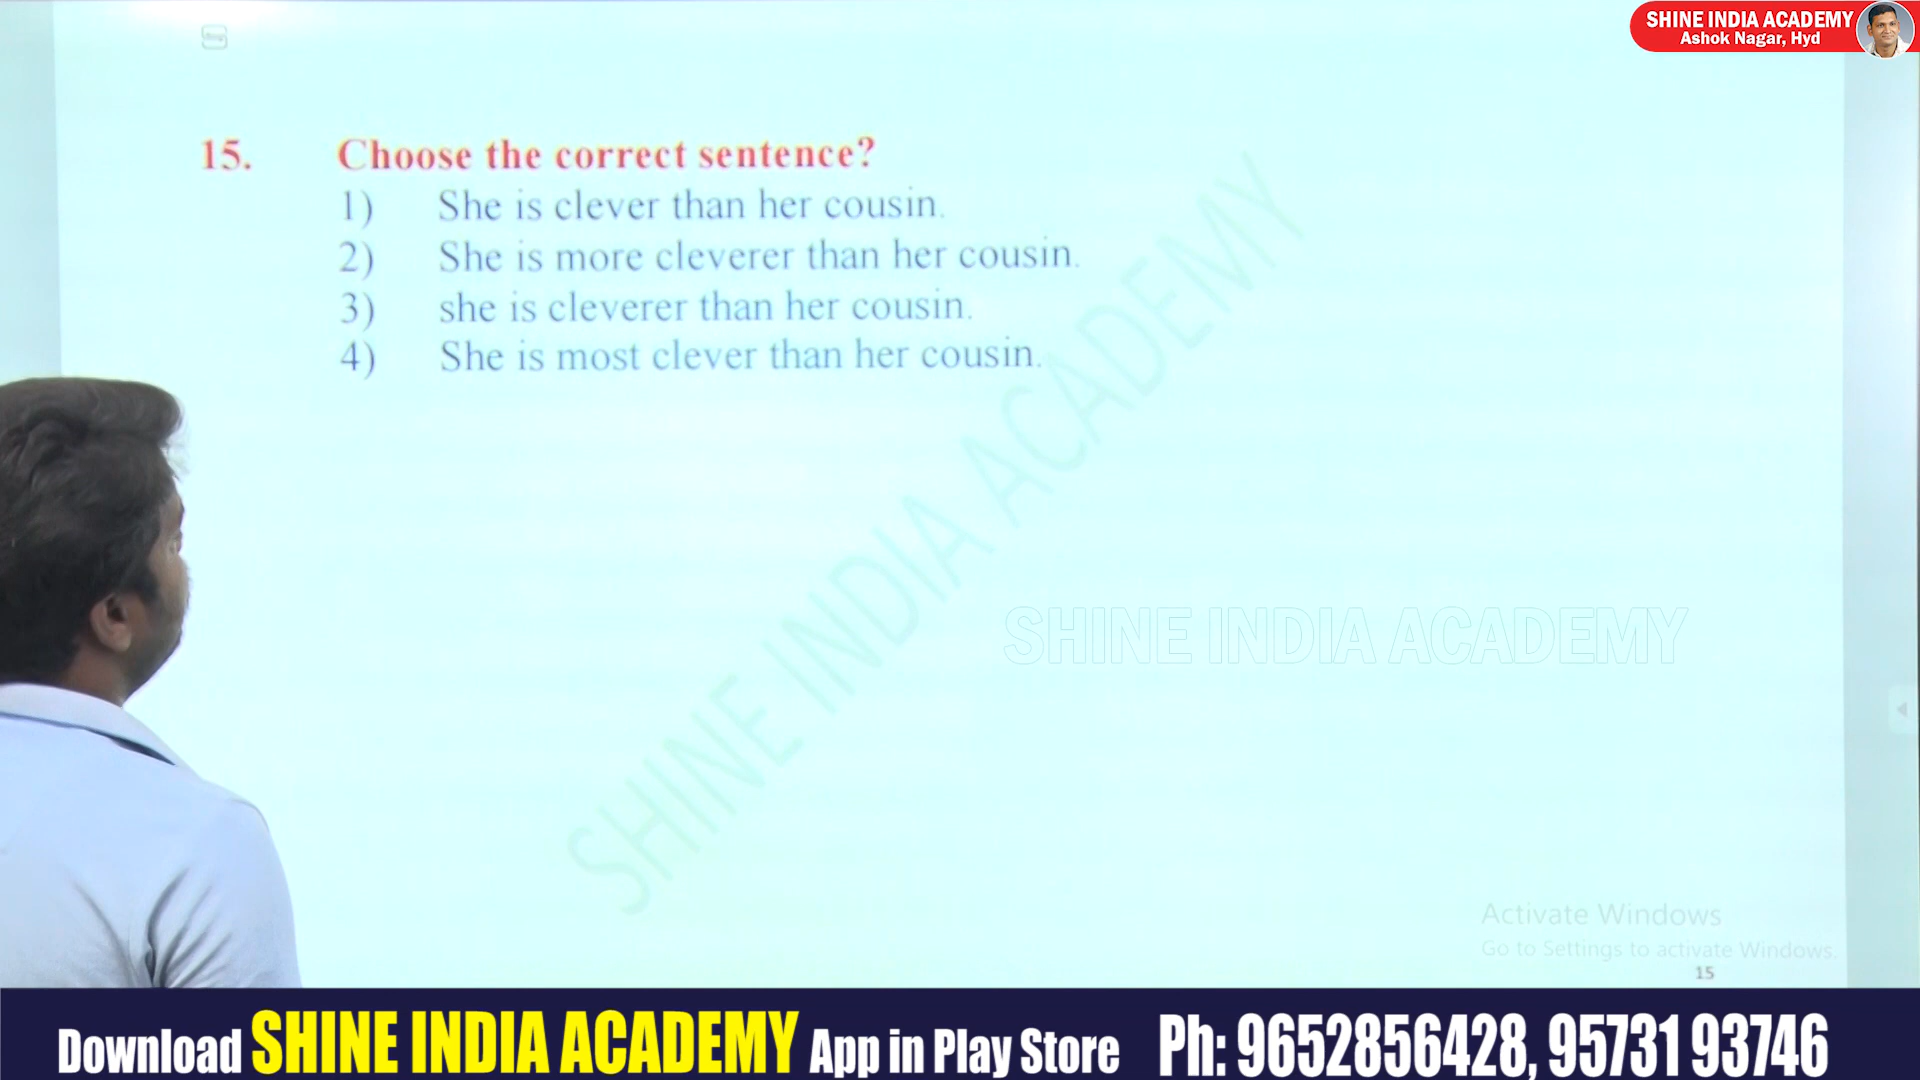 SHINE INDIA ACADEMY
Ashok Nagar, Hyd
15. Choose the correct sentence?
1) She is clever than her cousin.
2) She is more cleverer than her cousin.
3) she is cleverer than her cousin.
4) She is most clever than her cousin.
SHINE INDIA ACADEMY
SHINE INDIA ACADEMY
Activate Windows
Go to Settings to activate Windows.
15
Download SHINE INDIA ACADEMY App in Play Store Ph: 9652856428, 95731 93746